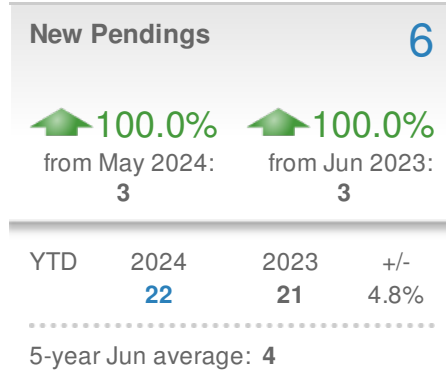 New Pendings 6
100.0% 100.0%
from May 2024: from Jun 2023:
3 3
YTD 2024 2023 +/-
22 21 4.8%
5-year Jun average: 4